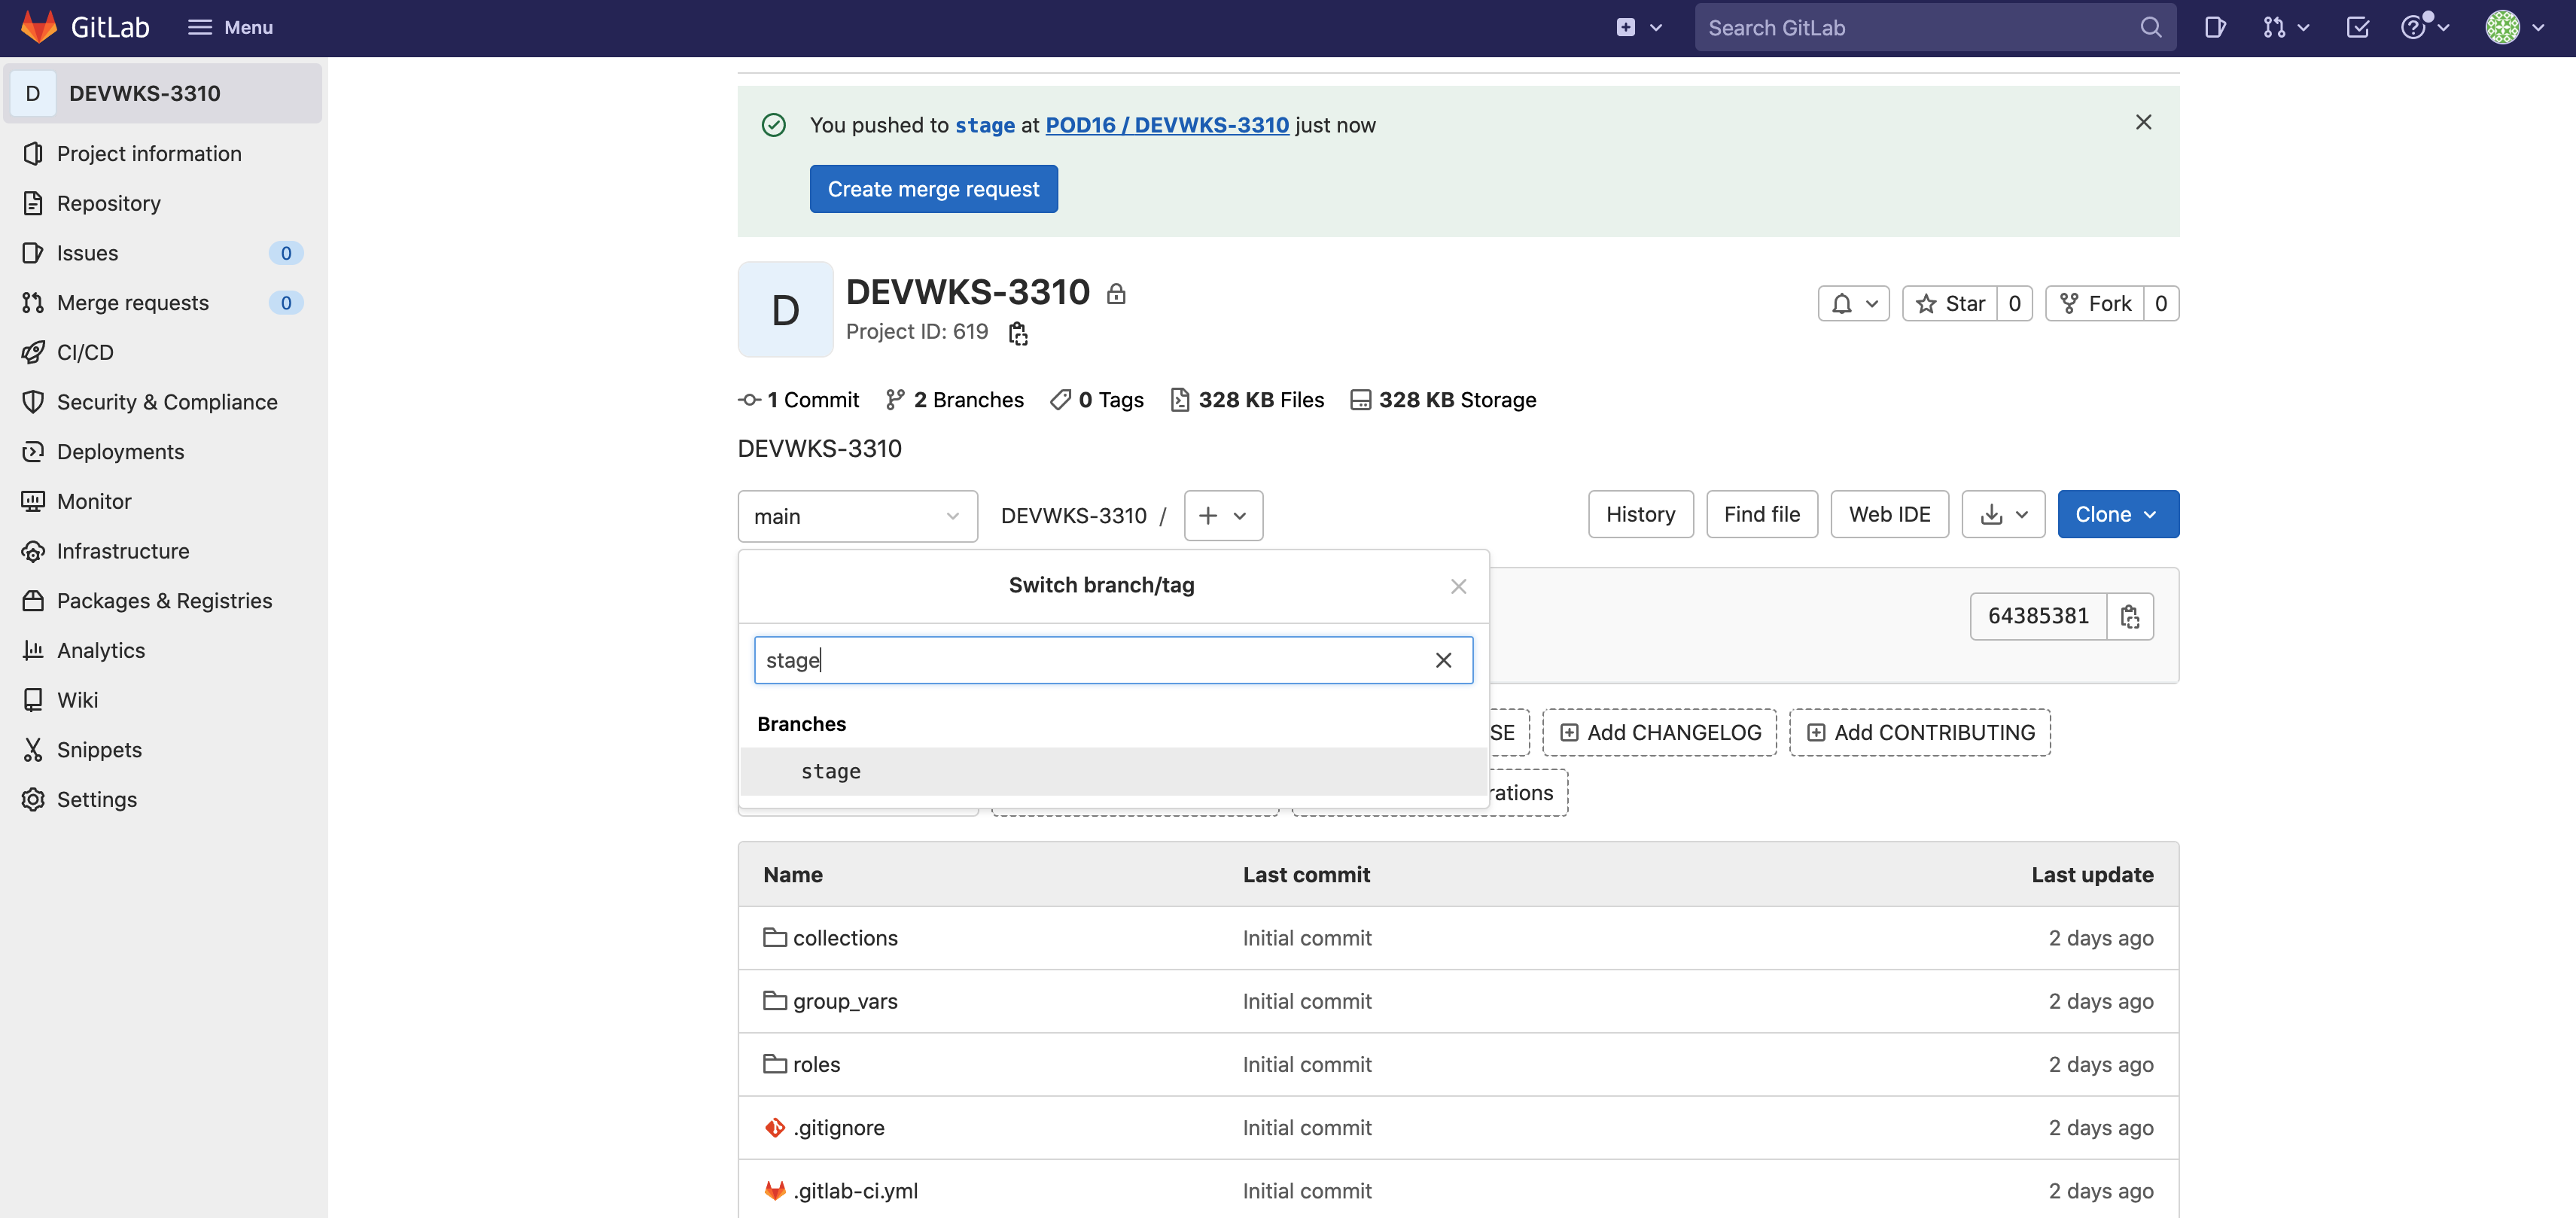 GitLab
Menu
Search GitLab
D
DEVWKS-3310
Project information
Repository
Issues
0
Merge requests
0
CI/CD
Security & Compliance
Deployments
Monitor
Infrastructure
Packages & Registries
Analytics
Wiki
Snippets
Settings
You pushed to stage at POD16 / DEVWKS-3310 just now
Create merge request
D
DEVWKS-3310
Project ID: 619
Star 0
Fork 0
1 Commit 2 Branches 0 Tags 328 KB Files 328 KB Storage
DEVWKS-3310
main
DEVWKS-3310 /
History
Find file
Web IDE
Clone
Switch branch/tag
64385381
stage
Branches
stage
SE
Add CHANGELOG
Add CONTRIBUTING
rations
Name Last commit Last update
collections Initial commit 2 days ago
group_vars Initial commit 2 days ago
roles Initial commit 2 days ago
.gitignore Initial commit 2 days ago
.gitlab-ci.yml Initial commit 2 days ago